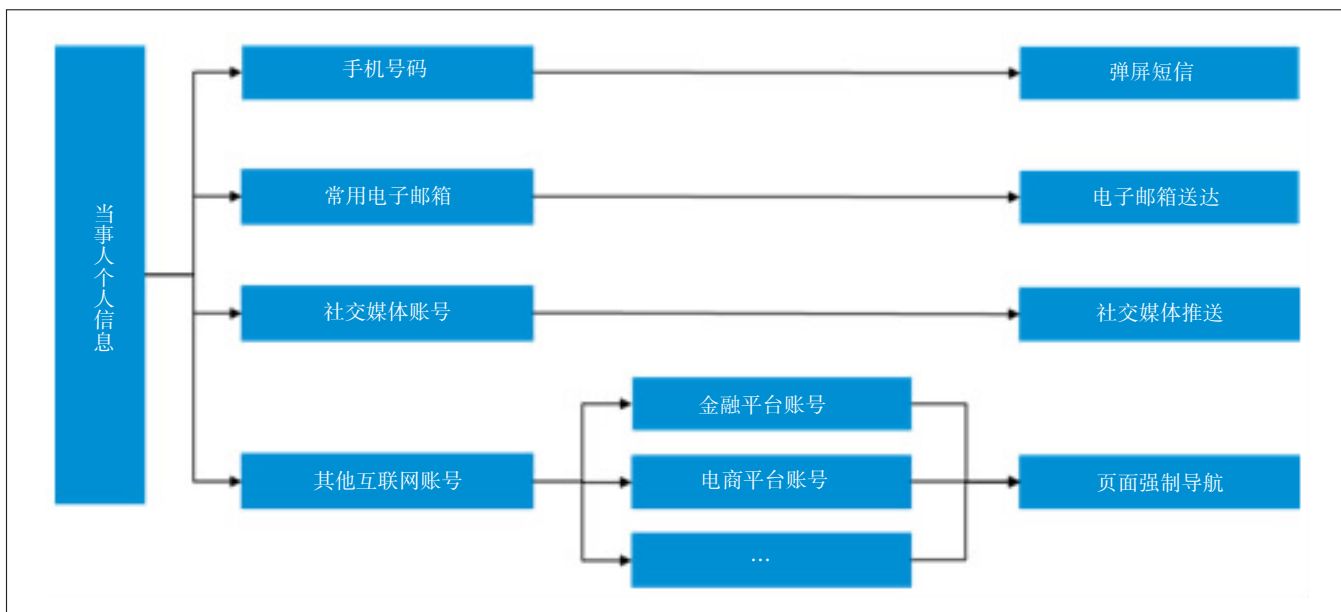 当事人个人信息
手机号码
弹屏短信
常用电子邮箱
电子邮箱送达
社交媒体账号
社交媒体推送
金融平台账号
其他互联网账号
电商平台账号
页面强制导航
…